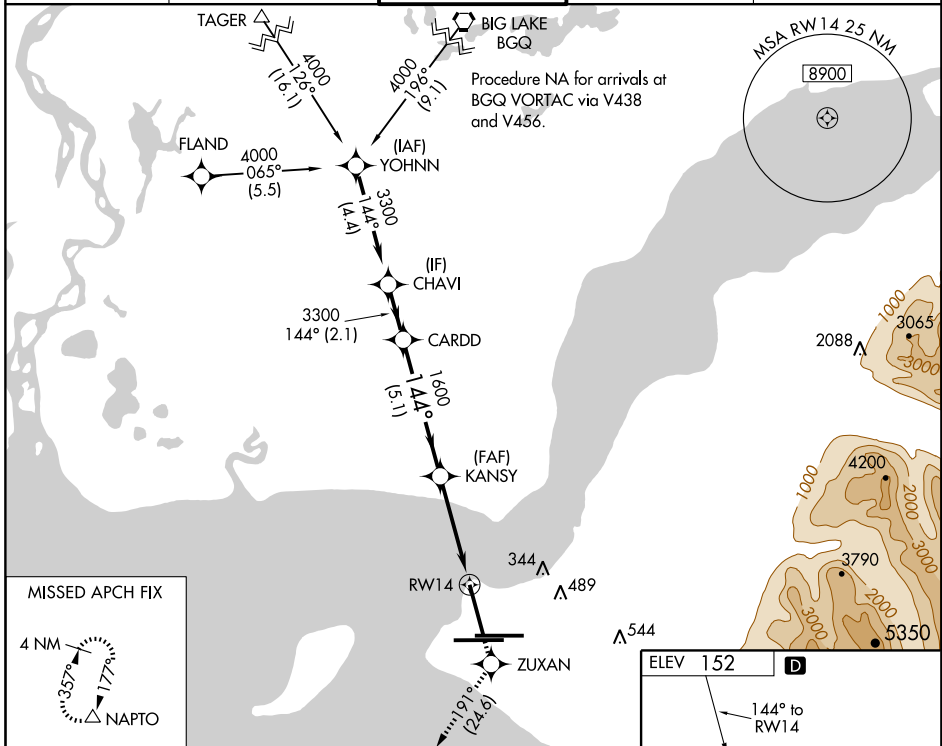 TAGER
BIG LAKE
BGQ
MSA RW14 25 NM
8900
4000
126°
(16.1)
4000
196°
(9.1)
Procedure NA for arrivals at
BGQ VORTAC via V438
and V456.
FLAND
4000
065°
(5.5)
(IAF)
YOHNN
3300
144°
(4.4)
(IF)
CHAVI
3300
144° (2.1)
CARDD
1600
144°
(5.1)
(FAF)
KANSY
1000
3065
3000
2088
1000
4200
2000
3000
3790
2000
3000
5350
344
489
544
RW14
ZUXAN
191°
(24.6)
MISSED APCH FIX
4 NM
357°
177°
NAPTO
ELEV 152
D
144° to
RW14